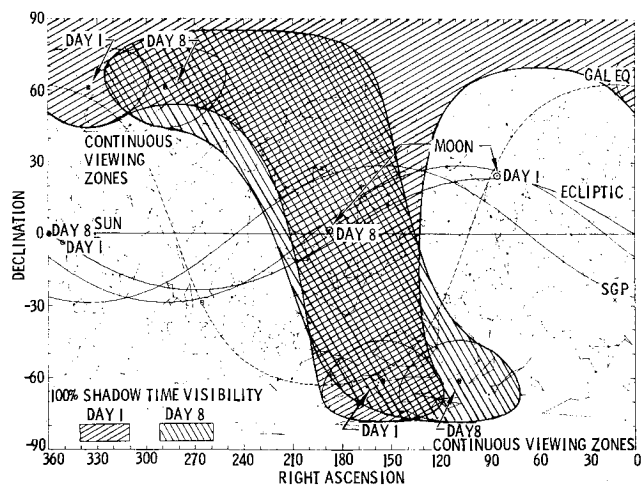 90
DAY 1
DAY 8
GAL EQ
60
CONTINUOUS
VIEWING
ZONES
MOON
30
DAY 1
ECLIPTIC
DECLINATION
0
DAY 8 SUN
DAY 1
DAY 8
-30
SGP
-60
100% SHADOW TIME VISIBILITY
DAY 1
DAY 8
DAY 1
DAY 8
CONTINUOUS VIEWING ZONES
-90
360
330
300
270
240
210
180
150
120
90
60
30
0
RIGHT ASCENSION